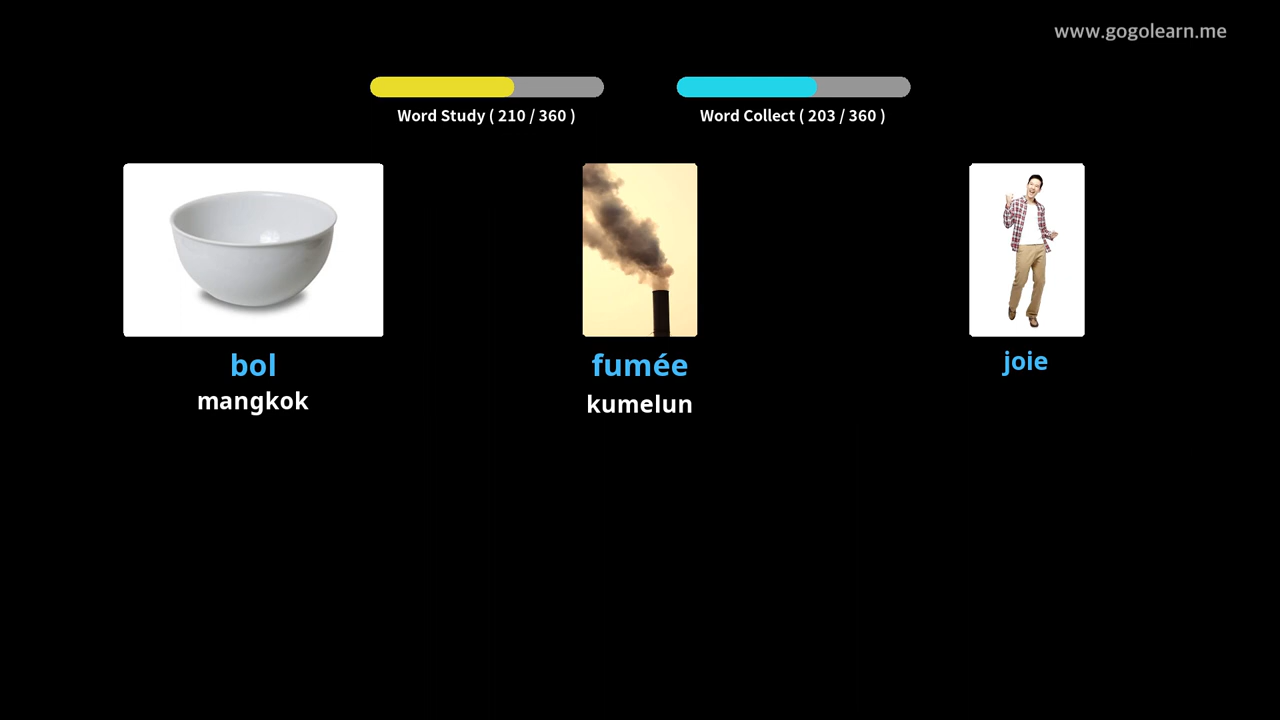 www.gogolearn.me
Word Study ( 210 / 360 )
Word Collect ( 203 / 360 )
bol
mangkok
fumée
kumelun
joie